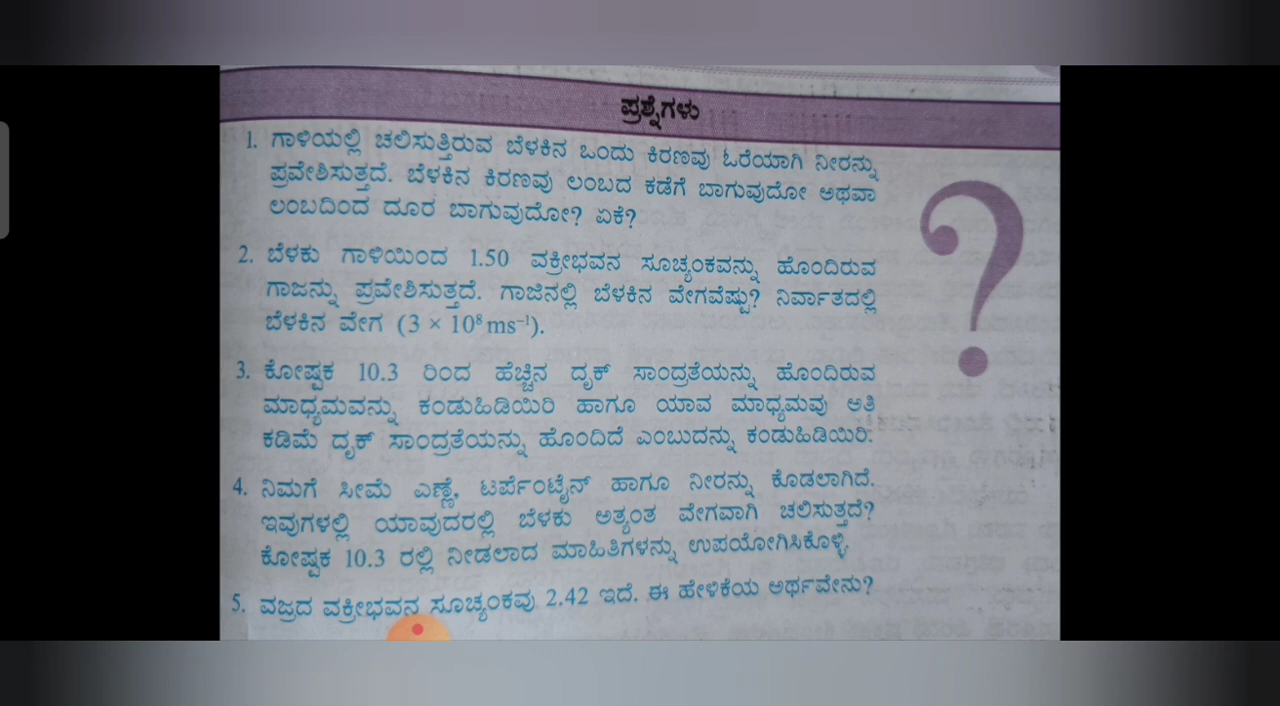 ಪ್ರಶ್ನೆಗಳು
1. ಗಾಳಿಯಲ್ಲಿ ಚಲಿಸುತ್ತಿರುವ ಬೆಳಕಿನ ಒಂದು ಕಿರಣವು ಓರೆಯಾಗಿ ನೀರನ್ನು
ಪ್ರವೇಶಿಸುತ್ತದೆ. ಬೆಳಕಿನ ಕಿರಣವು ಲಂಬದ ಕಡೆಗೆ ಬಾಗುವುದೋ ಅಥವಾ
ಲಂಬದಿಂದ ದೂರ ಬಾಗುವುದೋ? ಏಕೆ?
2. ಬೆಳಕು ಗಾಳಿಯಿಂದ 1.50 ವಕ್ರೀಭವನ ಸೂಚ್ಯಂಕವನ್ನು ಹೊಂದಿರುವ
ಗಾಜನ್ನು ಪ್ರವೇಶಿಸುತ್ತದೆ. ಗಾಜಿನಲ್ಲಿ ಬೆಳಕಿನ ವೇಗವೆಷ್ಟು? ನಿರ್ವಾತದಲ್ಲಿ
ಬೆಳಕಿನ ವೇಗ (3 × 10⁸ ms⁻¹).
3. ಕೋಷ್ಟಕ 10.3 ರಿಂದ ಹೆಚ್ಚಿನ ದೃಕ್ ಸಾಂದ್ರತೆಯನ್ನು ಹೊಂದಿರುವ
ಮಾಧ್ಯಮವನ್ನು ಕಂಡುಹಿಡಿಯಿರಿ ಹಾಗೂ ಯಾವ ಮಾಧ್ಯಮವು ಅತಿ
ಕಡಿಮೆ ದೃಕ್ ಸಾಂದ್ರತೆಯನ್ನು ಹೊಂದಿದೆ ಎಂಬುದನ್ನು ಕಂಡುಹಿಡಿಯಿರಿ.
4. ನಿಮಗೆ ಸೀಮೆ ಎಣ್ಣೆ, ಟರ್ಪೆಂಟೈನ್ ಹಾಗೂ ನೀರನ್ನು ಕೊಡಲಾಗಿದೆ.
ಇವುಗಳಲ್ಲಿ ಯಾವುದರಲ್ಲಿ ಬೆಳಕು ಅತ್ಯಂತ ವೇಗವಾಗಿ ಚಲಿಸುತ್ತದೆ?
ಕೋಷ್ಟಕ 10.3 ರಲ್ಲಿ ನೀಡಲಾದ ಮಾಹಿತಿಗಳನ್ನು ಉಪಯೋಗಿಸಿಕೊಳ್ಳಿ.
5. ವಜ್ರದ ವಕ್ರೀಭವನ ಸೂಚ್ಯಂಕವು 2.42 ಇದೆ. ಈ ಹೇಳಿಕೆಯ ಅರ್ಥವೇನು?
?